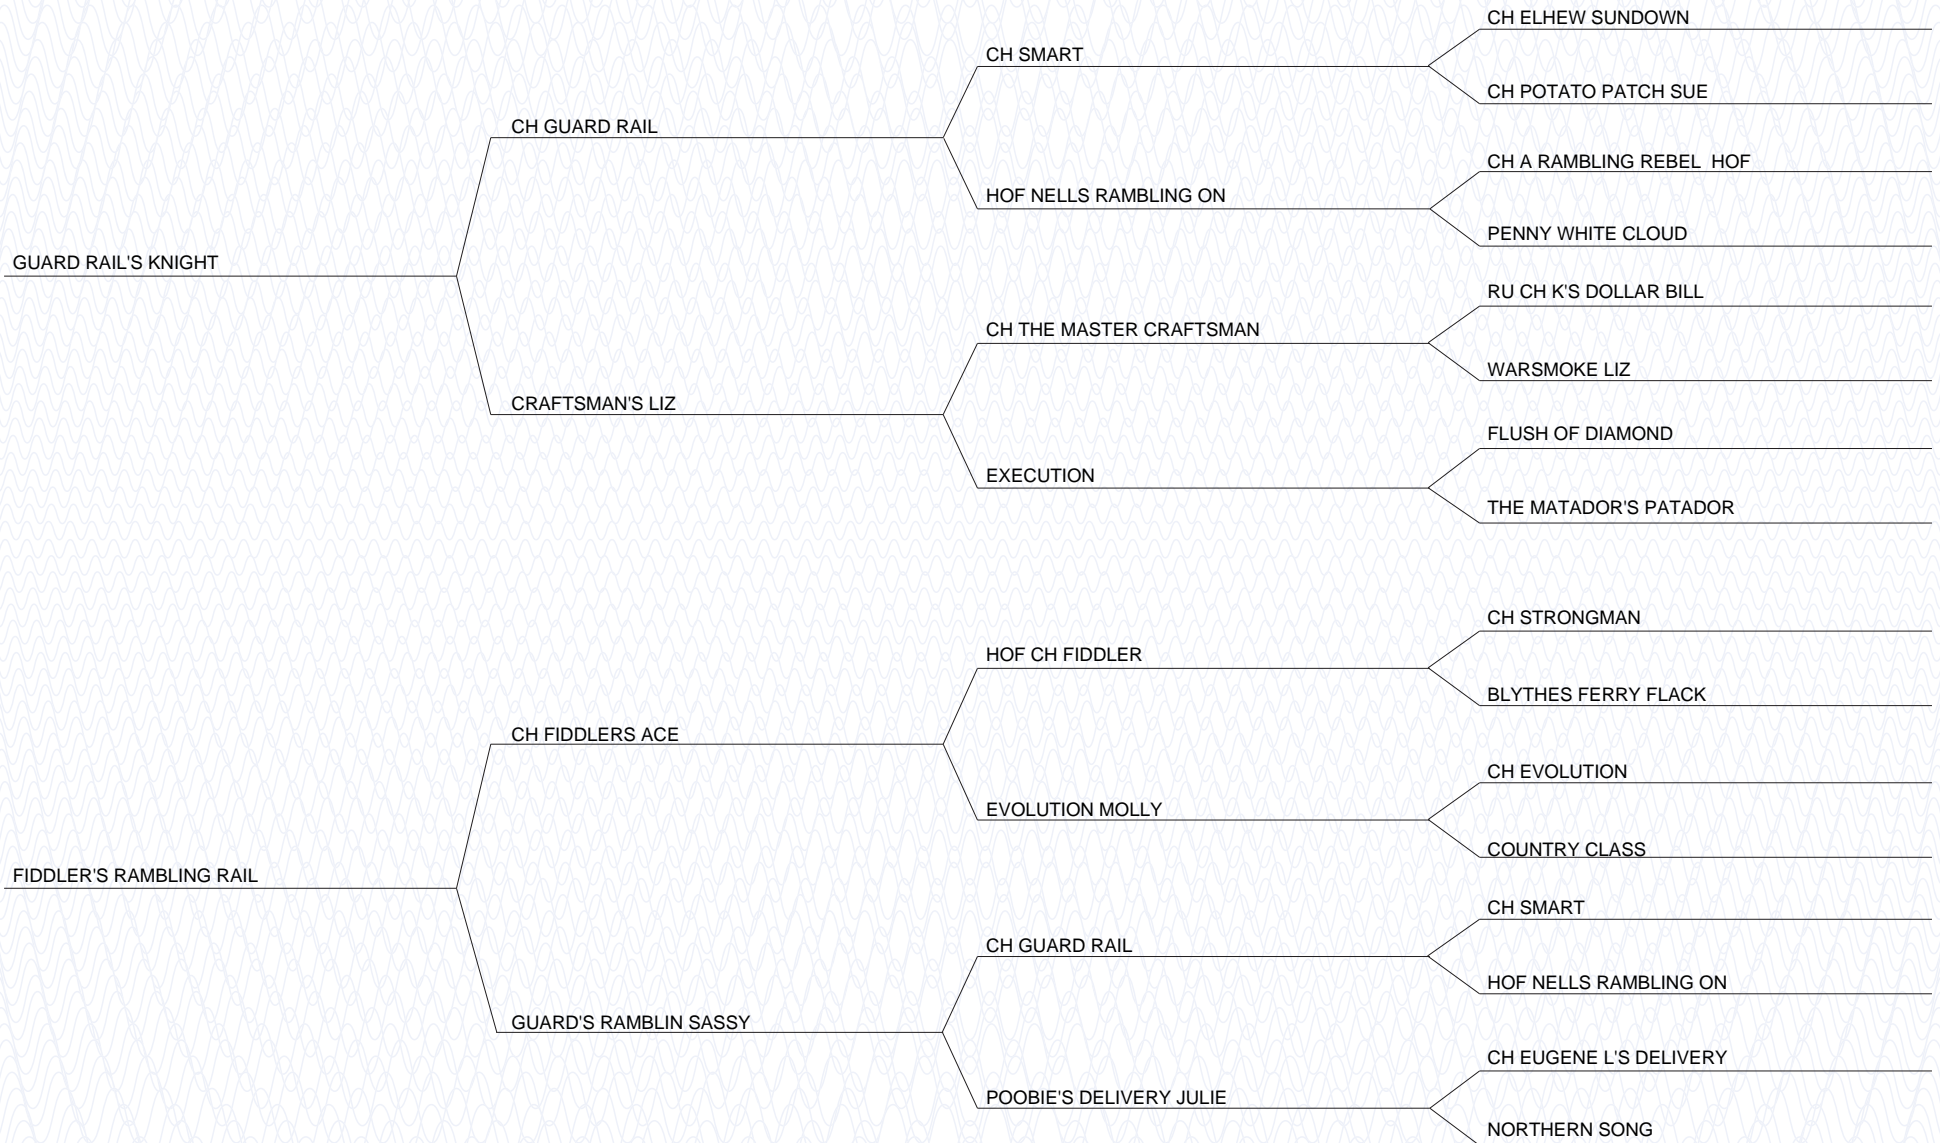 CH ELHEW SUNDOWN
CH SMART
CH POTATO PATCH SUE
CH GUARD RAIL
CH A RAMBLING REBEL  HOF
HOF NELLS RAMBLING ON
PENNY WHITE CLOUD
GUARD RAIL'S KNIGHT
RU CH K'S DOLLAR BILL
CH THE MASTER CRAFTSMAN
WARSMOKE LIZ
CRAFTSMAN'S LIZ
FLUSH OF DIAMOND
EXECUTION
THE MATADOR'S PATADOR
CH STRONGMAN
HOF CH FIDDLER
BLYTHES FERRY FLACK
CH FIDDLERS ACE
CH EVOLUTION
EVOLUTION MOLLY
COUNTRY CLASS
FIDDLER'S RAMBLING RAIL
CH SMART
CH GUARD RAIL
HOF NELLS RAMBLING ON
GUARD'S RAMBLIN SASSY
CH EUGENE L'S DELIVERY
POOBIE'S DELIVERY JULIE
NORTHERN SONG